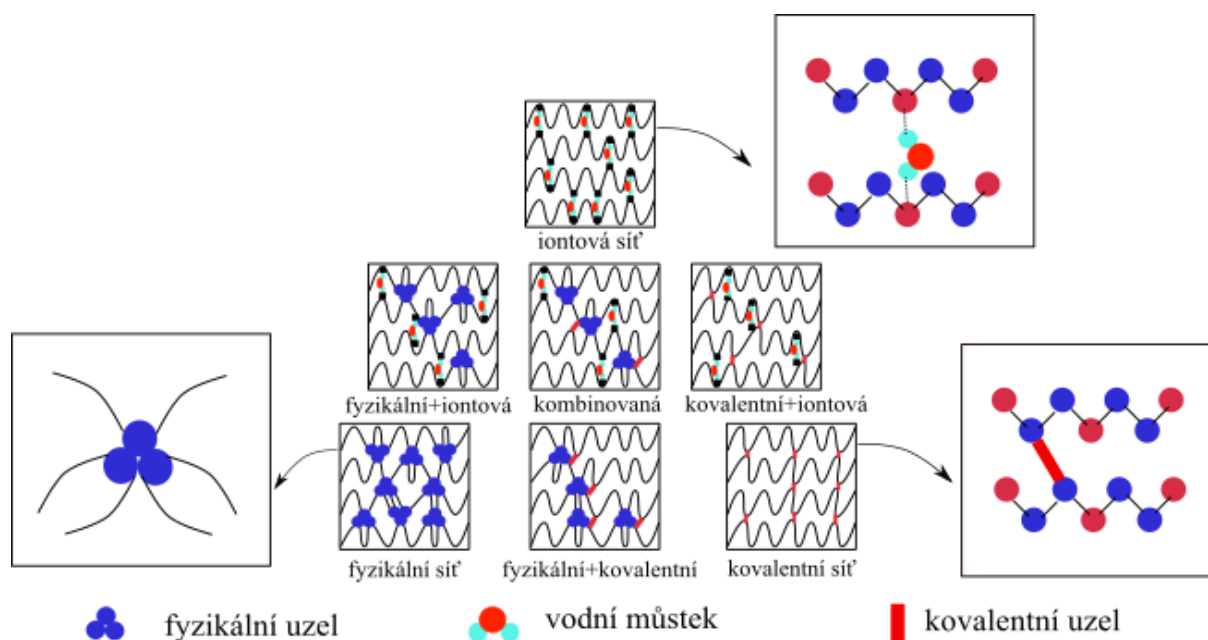 iontová síť
fyzikální+iontová
kombinovaná
kovalentní+iontová
fyzikální síť
fyzikální+kovalentní
kovalentní síť
fyzikální uzel
vodní můstek
kovalentní uzel